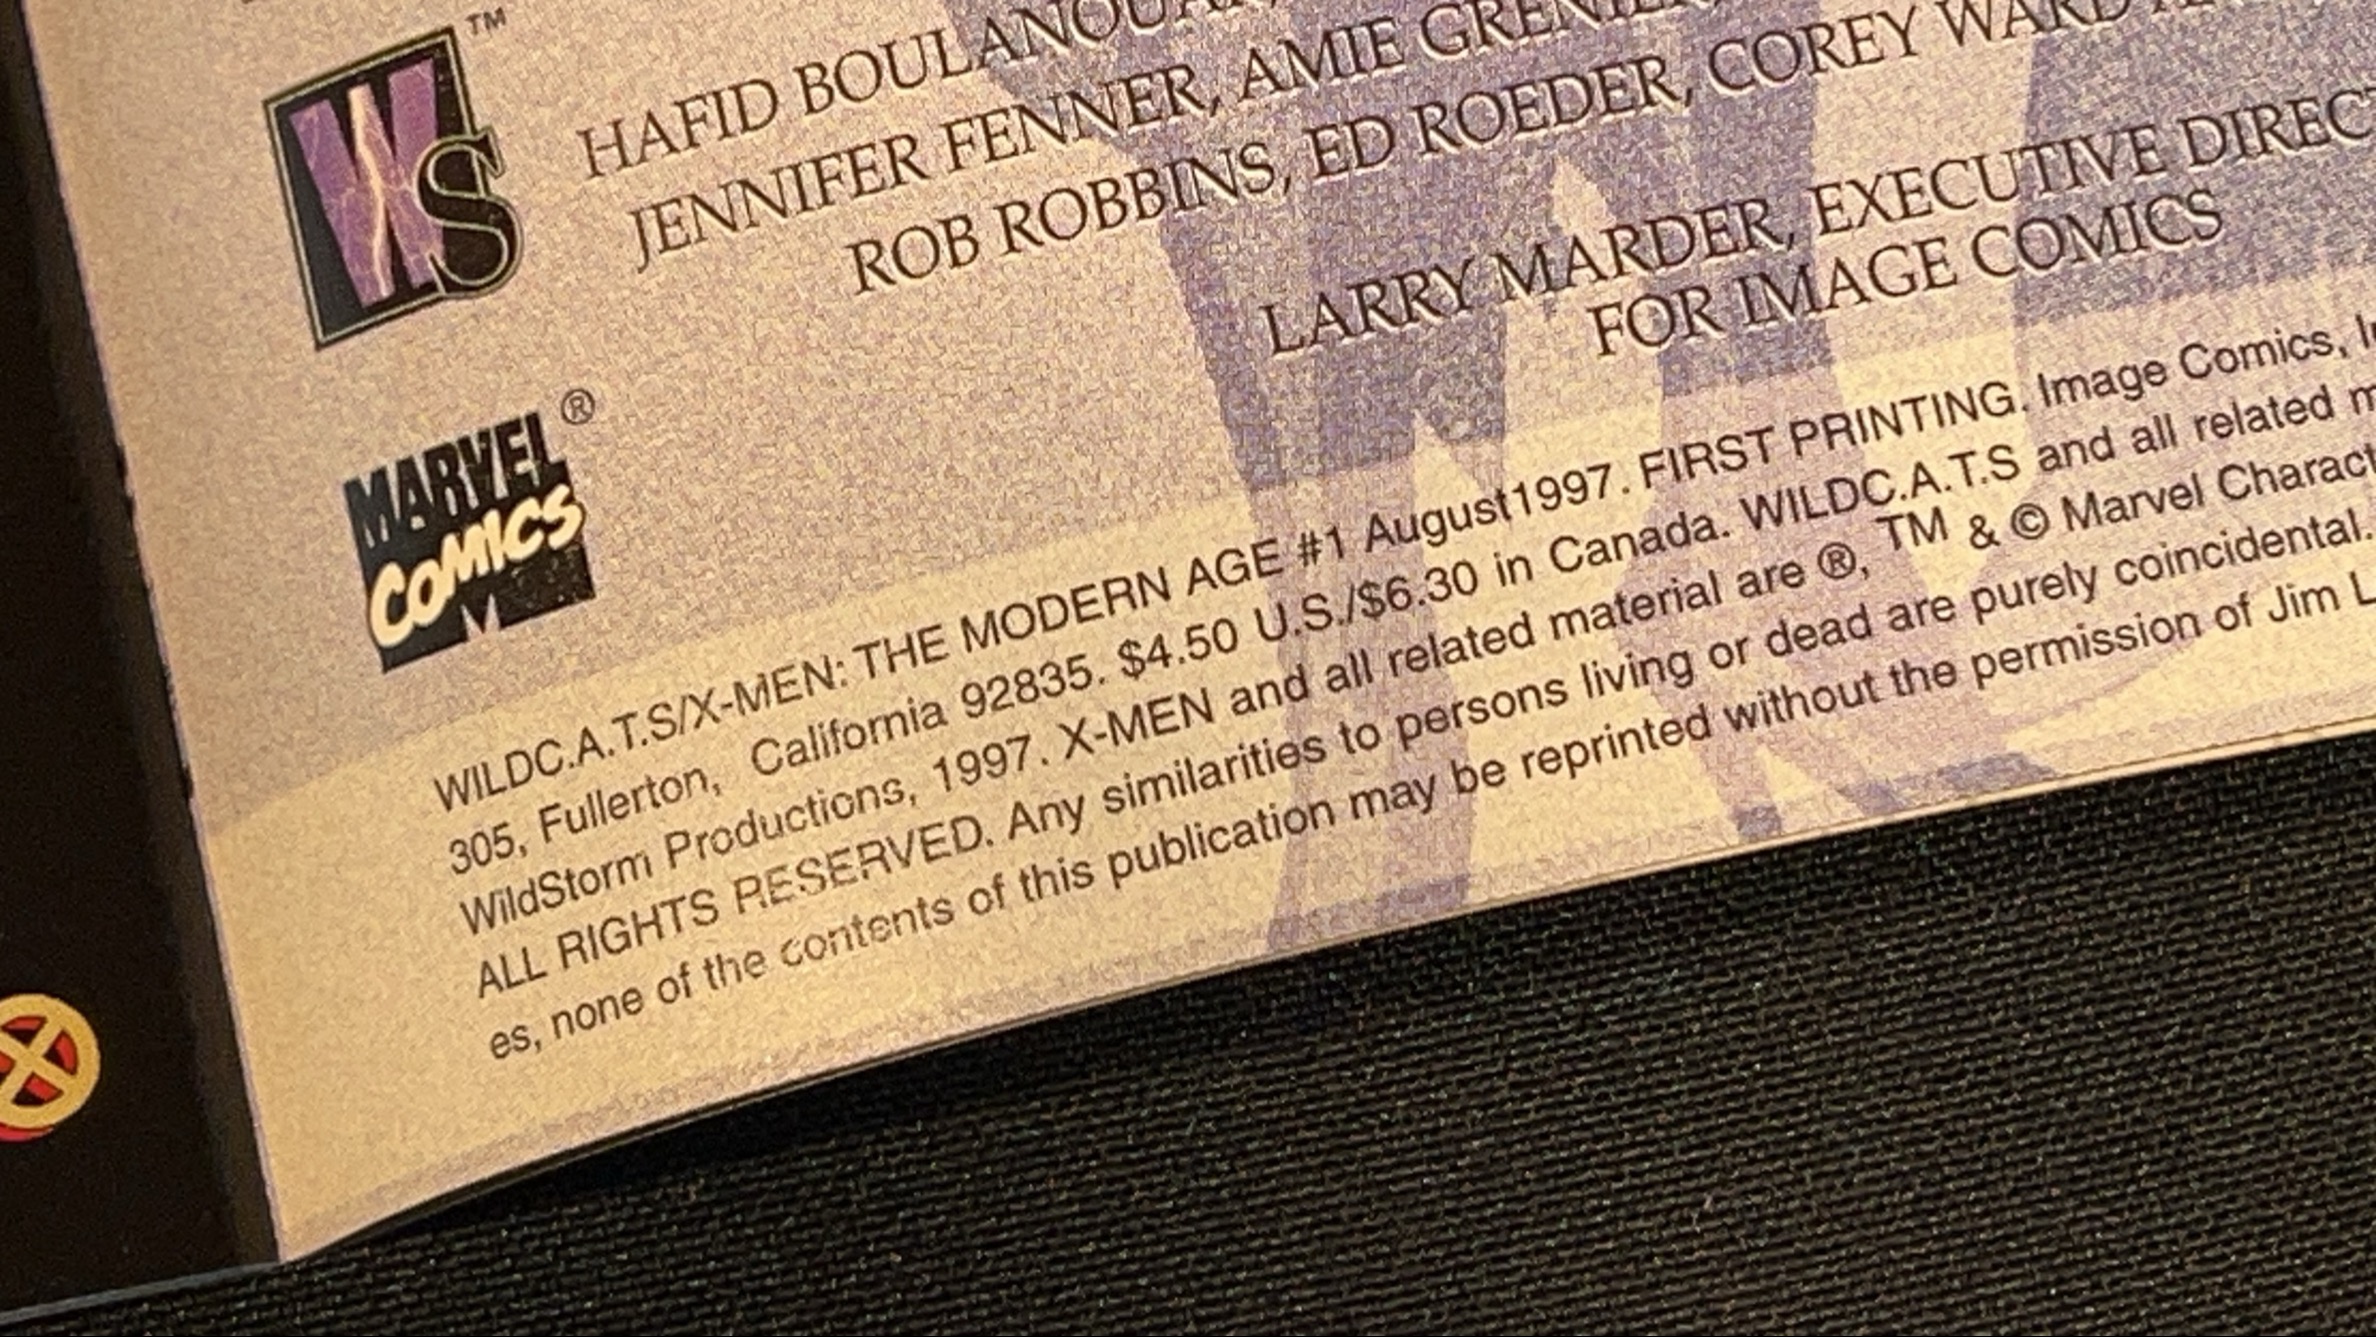 WS™
HAFID BOULANOUAR,
JENNIFER FENNER, AMIE GRENIER,
ROB ROBBINS, ED ROEDER, COREY WARD
LARRY MARDER, EXECUTIVE DIRECT
FOR IMAGE COMICS
MARVEL®
COMICS
WILDC.A.T.S/X-MEN: THE MODERN AGE #1 August1997. FIRST PRINTING. Image Comics,
305, Fullerton, California 92835. $4.50 U.S./$6.30 in Canada. WILDC.A.T.S and all related m
WildStorm Productions, 1997. X-MEN and all related material are ®, TM & © Marvel Charact
ALL RIGHTS RESERVED. Any similarities to persons living or dead are purely coincidental.
es, none of the contents of this publication may be reprinted without the permission of Jim L